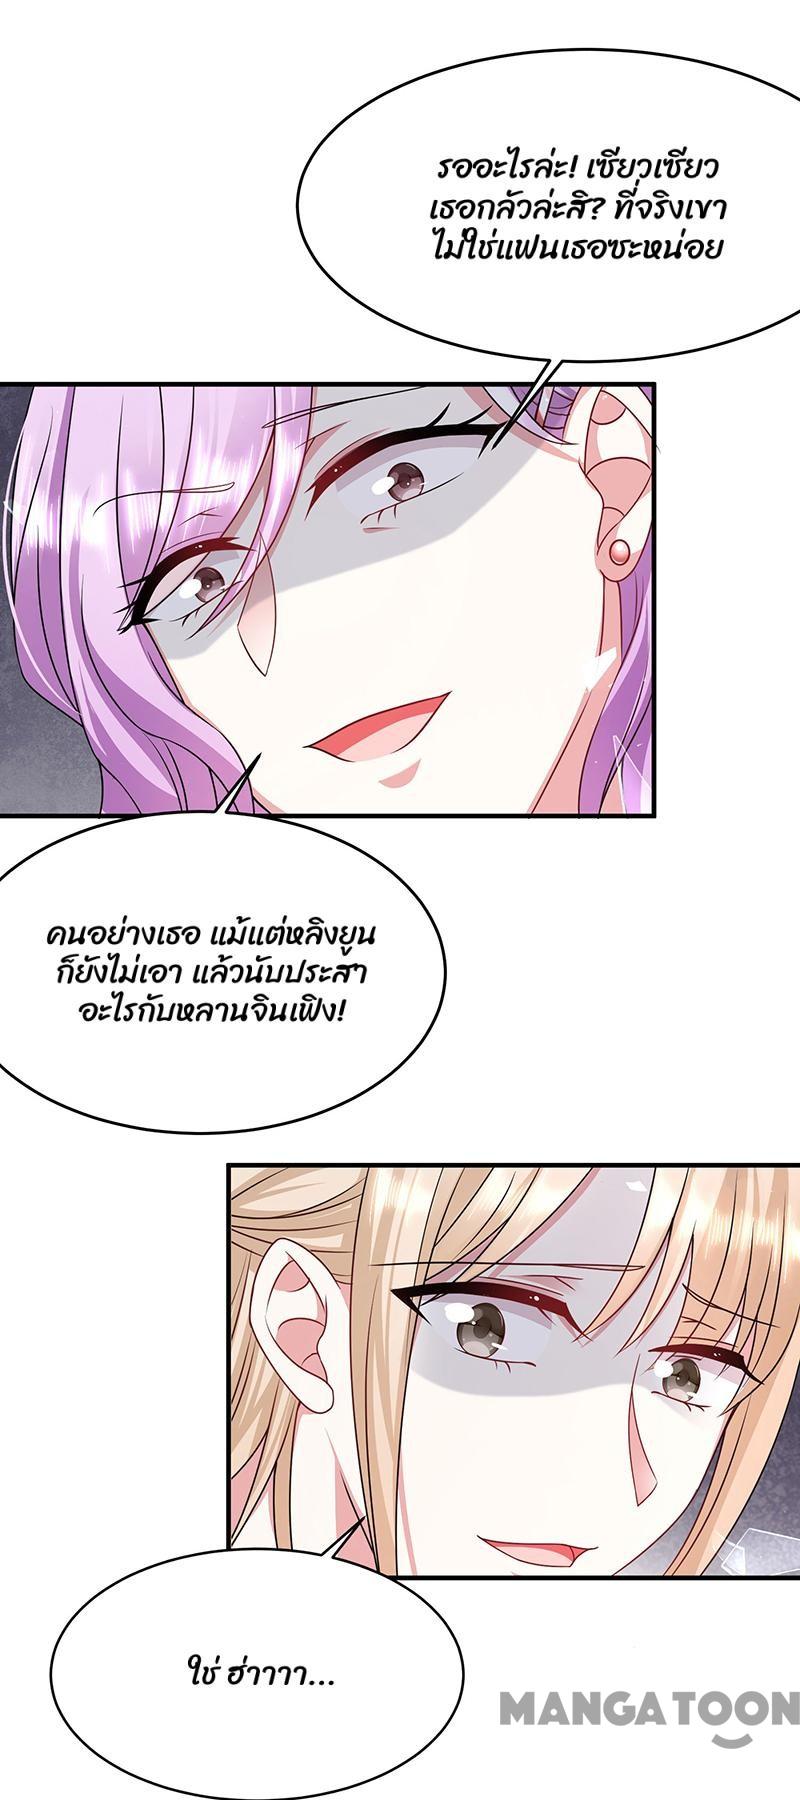 รออะไรล่ะ! เซียวเซียว
เธอกลัวล่ะสิ? ที่จริงเขา
ไม่ใช่แฟนเธอซะหน่อย
คนอย่างเธอ แม้แต่หลิงยูน
ก็ยังไม่เอา แล้วนับประสา
อะไรกับหลานจินเฟิง!
ใช่ ฮ่าาาา...
MANGATOON